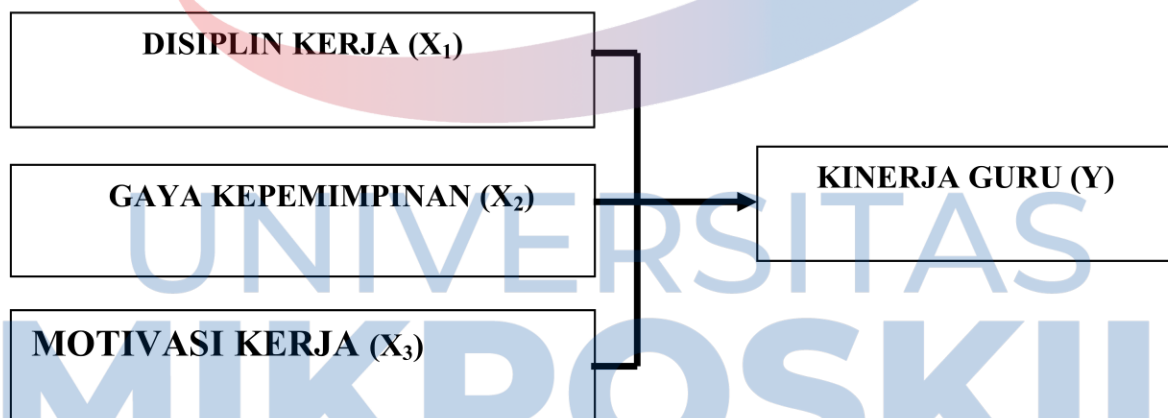 DISIPLIN KERJA (X₁)
GAYA KEPEMIMPINAN (X₂)
KINERJA GURU (Y)
MOTIVASI KERJA (X₃)
UNIVERSITAS
MIKROSKIL